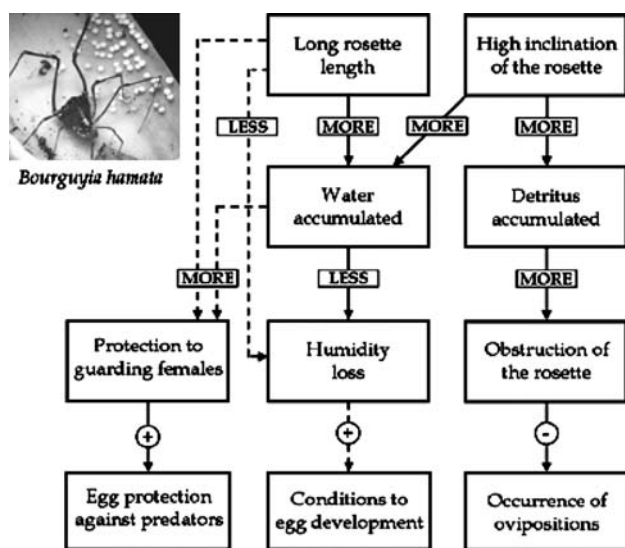 Long rosette
length
High inclination
of the rosette
LESS
MORE
MORE
MORE
Bourguyia hamata
Water
accumulated
Detritus
accumulated
MORE
LESS
MORE
Protection to
guarding females
Humidity
loss
Obstruction of
the rosette
+
+
-
Egg protection
against predators
Conditions to
egg development
Occurrence of
ovipositions